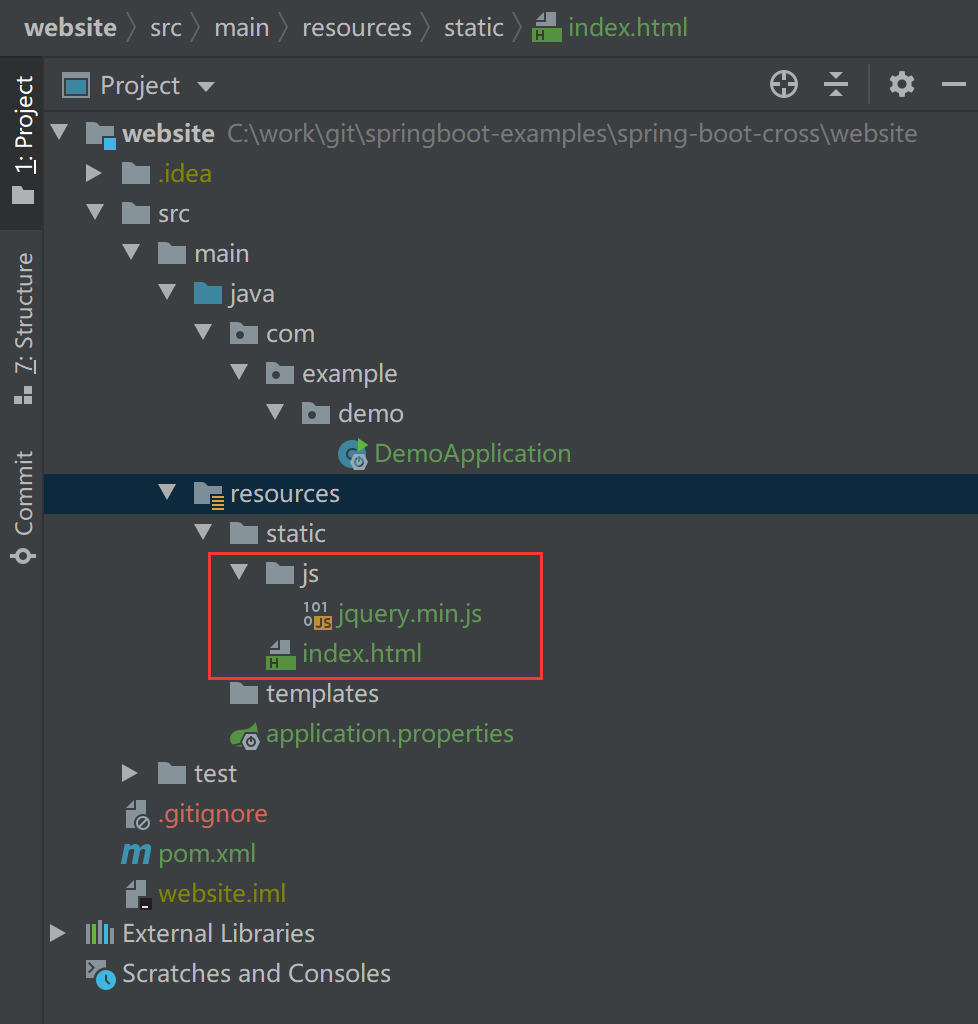 website src main resources static index.html
Project
1: Project
website C:\work\git\springboot-examples\spring-boot-cross\website
.idea
src
main
7: Structure
java
com
example
demo
DemoApplication
Commit
resources
static
js
jquery.min.js
index.html
templates
application.properties
test
.gitignore
pom.xml
website.iml
External Libraries
Scratches and Consoles